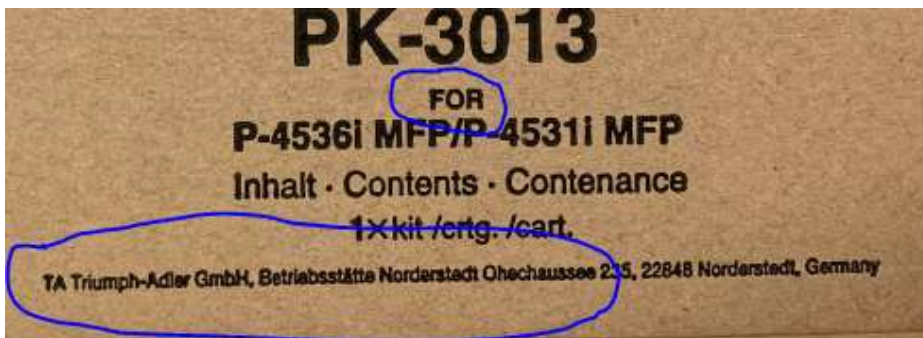 PK-3013
FOR
P-4536i MFP/P-4531i MFP
Inhalt · Contents · Contenance
1×kit /crtg. /cart.
TA Triumph-Adler GmbH, Betriebsstätte Norderstedt Ohechaussee 235, 22848 Norderstedt, Germany